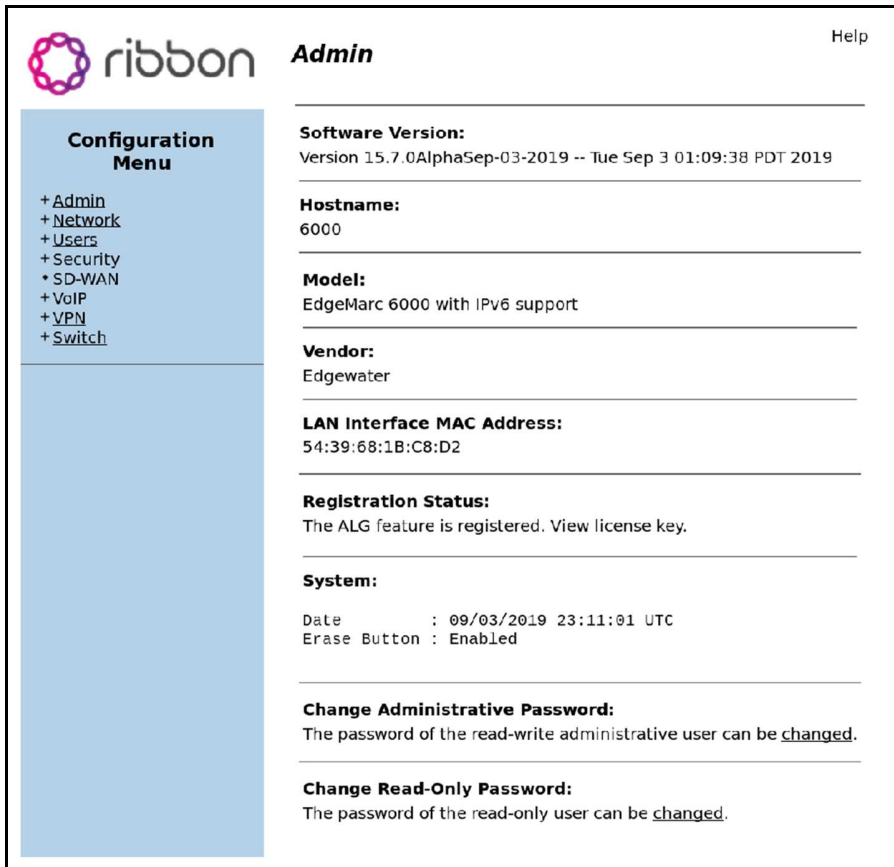 ribbon
Admin
Help
Configuration
Menu
+ Admin
+ Network
+ Users
+ Security
• SD-WAN
+ VoIP
+ VPN
+ Switch
Software Version:
Version 15.7.0AlphaSep-03-2019 -- Tue Sep 3 01:09:38 PDT 2019
Hostname:
6000
Model:
EdgeMarc 6000 with IPv6 support
Vendor:
Edgewater
LAN Interface MAC Address:
54:39:68:1B:C8:D2
Registration Status:
The ALG feature is registered. View license key.
System:
Date : 09/03/2019 23:11:01 UTC
Erase Button : Enabled
Change Administrative Password:
The password of the read-write administrative user can be changed.
Change Read-Only Password:
The password of the read-only user can be changed.